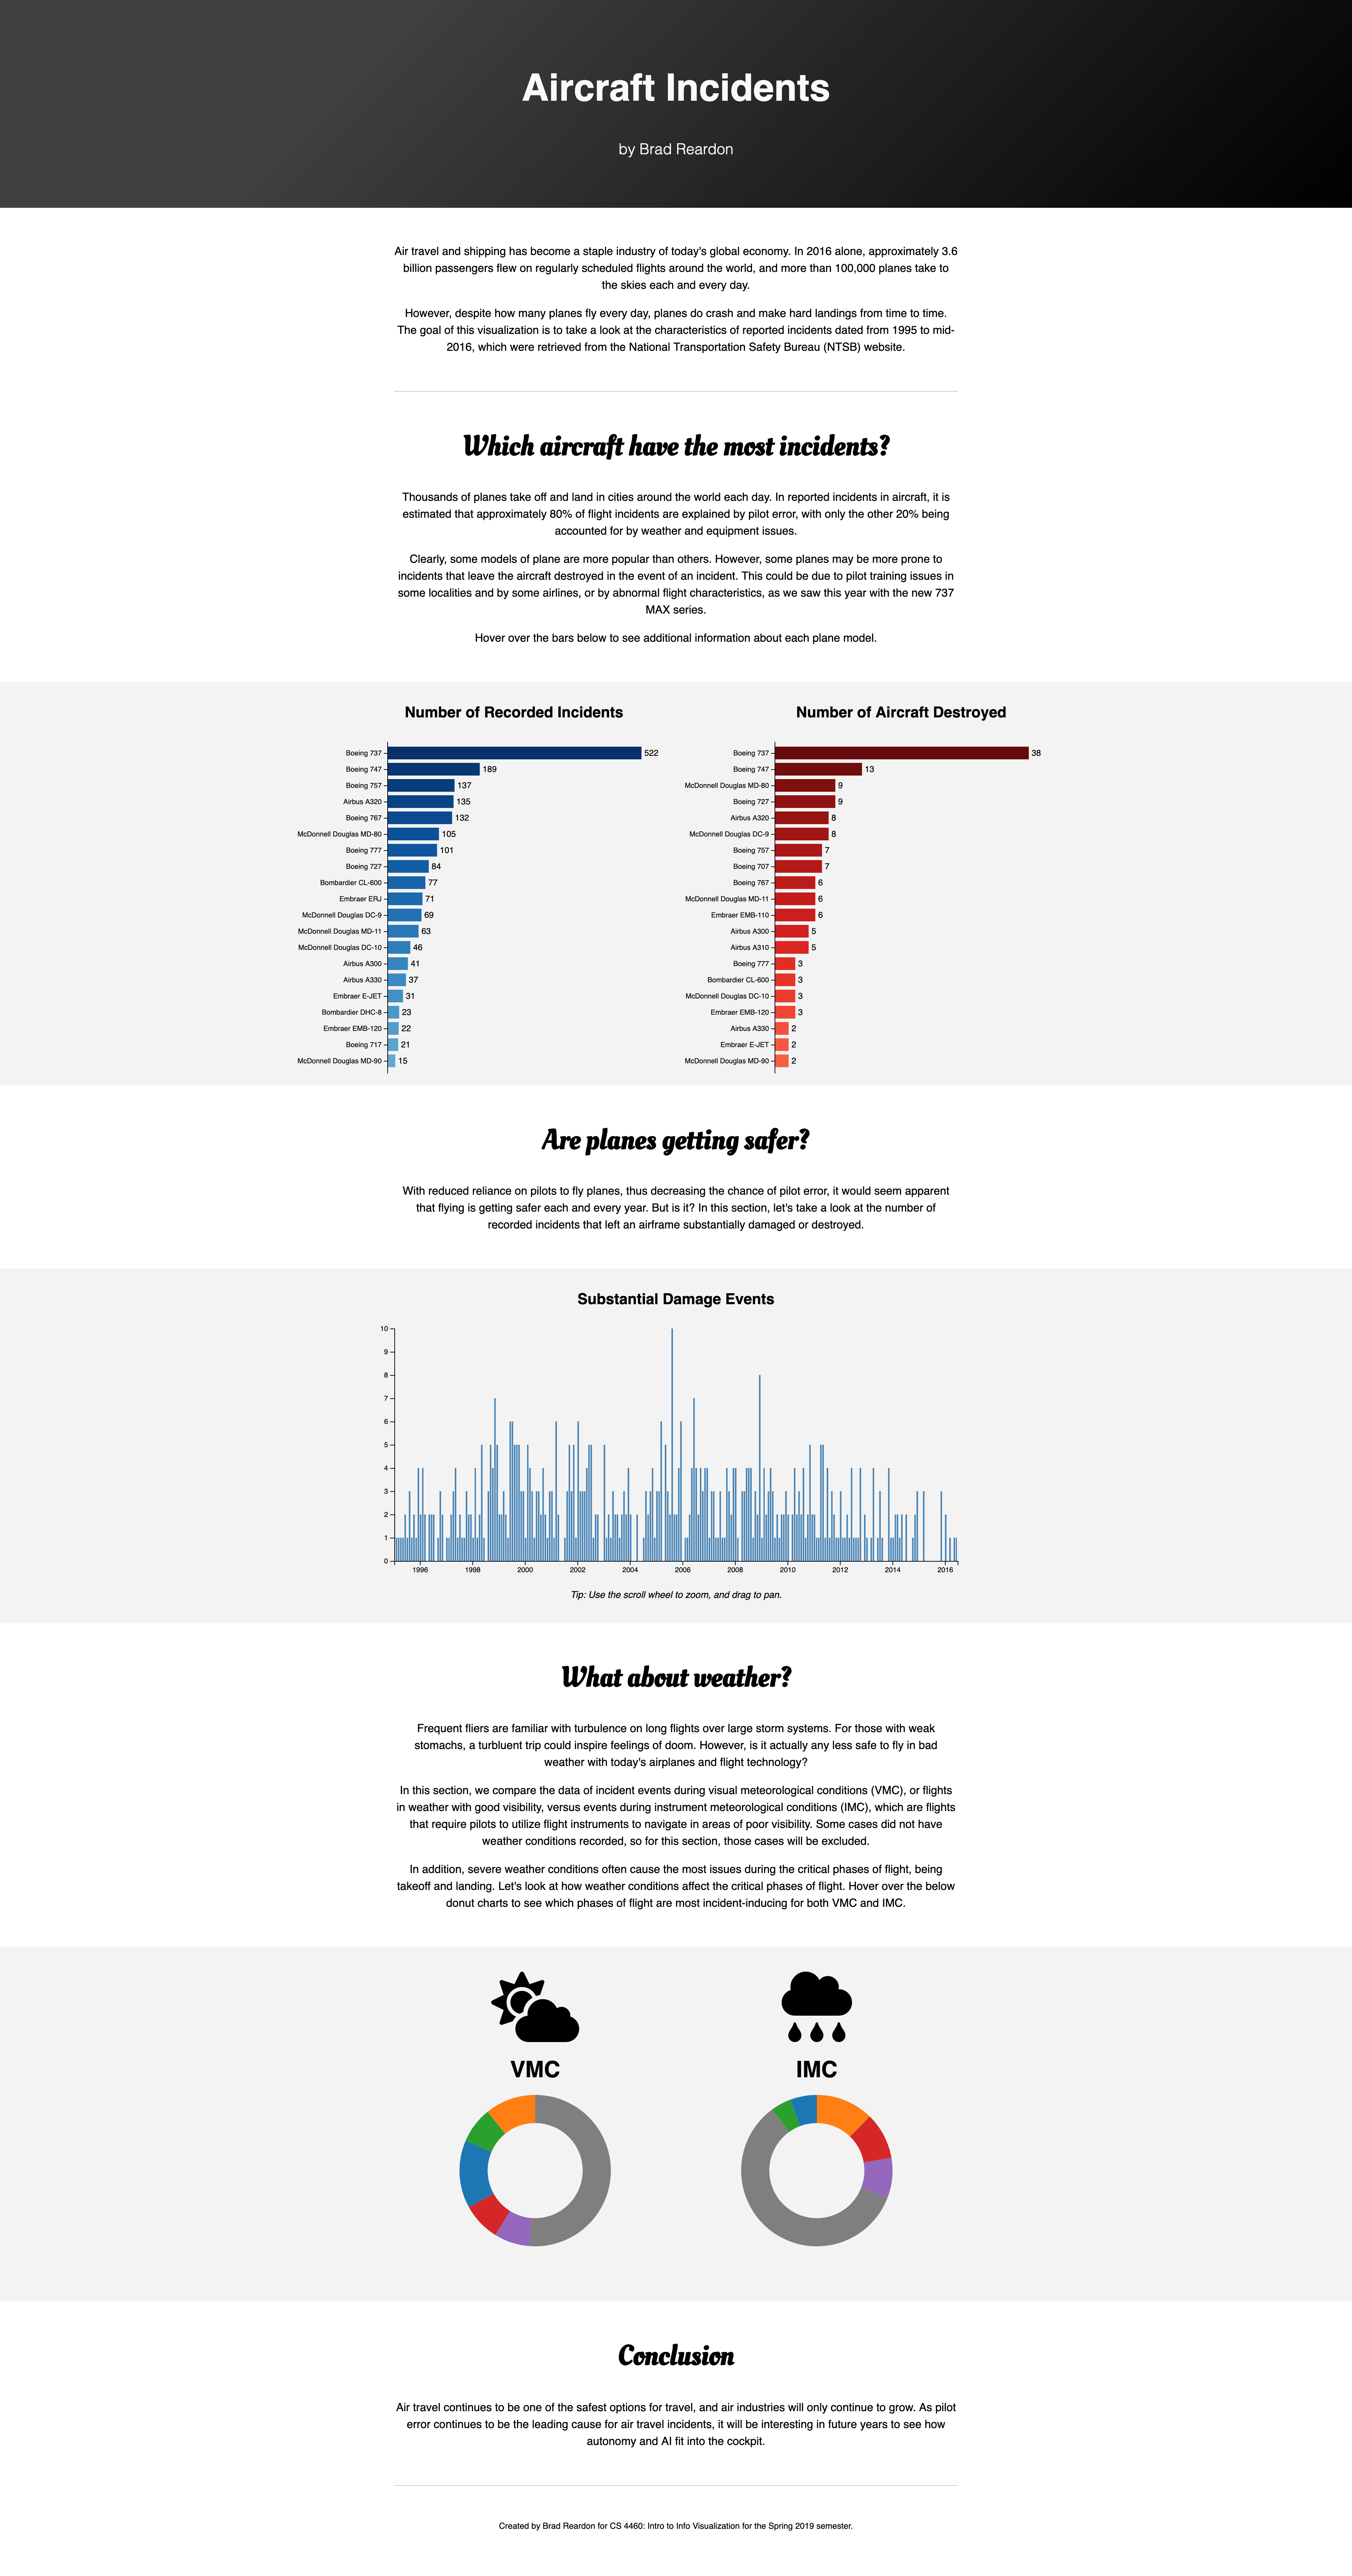 Aircraft Incidents
by Brad Reardon
Air travel and shipping has become a staple industry of today's global economy. In 2016 alone, approximately 3.6
billion passengers flew on regularly scheduled flights around the world, and more than 100,000 planes take to
the skies each and every day.
However, despite how many planes fly every day, planes do crash and make hard landings from time to time.
The goal of this visualization is to take a look at the characteristics of reported incidents dated from 1995 to mid-
2016, which were retrieved from the National Transportation Safety Bureau (NTSB) website.
Which aircraft have the most incidents?
Thousands of planes take off and land in cities around the world each day. In reported incidents in aircraft, it is
estimated that approximately 80% of flight incidents are explained by pilot error, with only the other 20% being
accounted for by weather and equipment issues.
Clearly, some models of plane are more popular than others. However, some planes may be more prone to
incidents that leave the aircraft destroyed in the event of an incident. This could be due to pilot training issues in
some localities and by some airlines, or by abnormal flight characteristics, as we saw this year with the new 737
MAX series.
Hover over the bars below to see additional information about each plane model.
Number of Recorded Incidents
Boeing 737 522
Boeing 747 189
Boeing 757 137
Airbus A320 135
Boeing 767 132
McDonnell Douglas MD-80 105
Boeing 777 101
Boeing 727 84
Bombardier CL-600 77
Embraer ERJ 71
McDonnell Douglas DC-9 69
McDonnell Douglas MD-11 63
McDonnell Douglas DC-10 46
Airbus A300 41
Airbus A330 37
Embraer E-JET 31
Bombardier DHC-8 23
Embraer EMB-120 22
Boeing 717 21
McDonnell Douglas MD-90 15
Number of Aircraft Destroyed
Boeing 737 38
Boeing 747 13
McDonnell Douglas MD-80 9
Boeing 727 9
Airbus A320 8
McDonnell Douglas DC-9 8
Boeing 757 7
Boeing 707 7
Boeing 767 6
McDonnell Douglas MD-11 6
Embraer EMB-110 6
Airbus A300 5
Airbus A310 5
Boeing 777 3
Bombardier CL-600 3
McDonnell Douglas DC-10 3
Embraer EMB-120 3
Airbus A330 2
Embraer E-JET 2
McDonnell Douglas MD-90 2
Are planes getting safer?
With reduced reliance on pilots to fly planes, thus decreasing the chance of pilot error, it would seem apparent
that flying is getting safer each and every year. But is it? In this section, let's take a look at the number of
recorded incidents that left an airframe substantially damaged or destroyed.
Substantial Damage Events
10
9
8
7
6
5
4
3
2
1
0
1996 1998 2000 2002 2004 2006 2008 2010 2012 2014 2016
Tip: Use the scroll wheel to zoom, and drag to pan.
What about weather?
Frequent fliers are familiar with turbulence on long flights over large storm systems. For those with weak
stomachs, a turbluent trip could inspire feelings of doom. However, is it actually any less safe to fly in bad
weather with today's airplanes and flight technology?
In this section, we compare the data of incident events during visual meteorological conditions (VMC), or flights
in weather with good visibility, versus events during instrument meteorological conditions (IMC), which are flights
that require pilots to utilize flight instruments to navigate in areas of poor visibility. Some cases did not have
weather conditions recorded, so for this section, those cases will be excluded.
In addition, severe weather conditions often cause the most issues during the critical phases of flight, being
takeoff and landing. Let's look at how weather conditions affect the critical phases of flight. Hover over the below
donut charts to see which phases of flight are most incident-inducing for both VMC and IMC.
VMC
IMC
Conclusion
Air travel continues to be one of the safest options for travel, and air industries will only continue to grow. As pilot
error continues to be the leading cause for air travel incidents, it will be interesting in future years to see how
autonomy and AI fit into the cockpit.
Created by Brad Reardon for CS 4460: Intro to Info Visualization for the Spring 2019 semester.